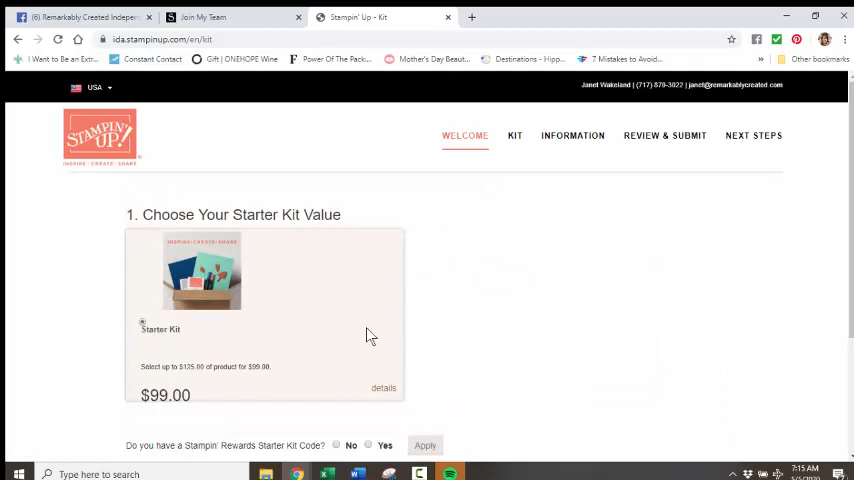 (6) Remarkably Created Indepen
Join My Team
Stampin' Up - Kit
ida.stampinup.com/en/kit
I Want to Be an Extr...
Constant Contact
Gift | ONEHOPE Wine
Power Of The Pack...
Mother's Day Beaut...
Destinations - Hipp...
7 Mistakes to Avoid...
Other bookmarks
USA
Janet Wakeland | (717) 870-3022 | janet@remarkablycreated.com
STAMPIN' UP!
INSPIRE • CREATE • SHARE
WELCOME KIT INFORMATION REVIEW & SUBMIT NEXT STEPS
1. Choose Your Starter Kit Value
INSPIRE•CREATE•SHARE
Starter Kit
Select up to $125.00 of product for $99.00.
details
$99.00
Do you have a Stampin' Rewards Starter Kit Code? No Yes Apply
Type here to search
7:15 AM
5/5/2020